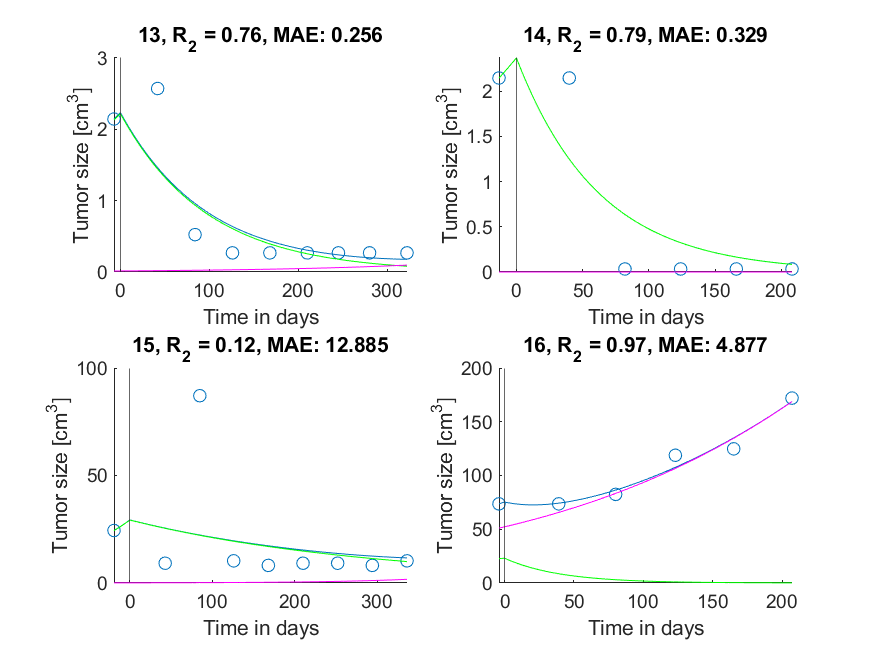 13, R2 = 0.76, MAE: 0.256
3
2
1
0
Tumor size [cm3]
0 100 200 300
Time in days
14, R2 = 0.79, MAE: 0.329
2
1.5
1
0.5
0
Tumor size [cm3]
0 50 100 150 200
Time in days
15, R2 = 0.12, MAE: 12.885
100
50
0
Tumor size [cm3]
0 100 200 300
Time in days
16, R2 = 0.97, MAE: 4.877
200
150
100
50
0
Tumor size [cm3]
0 50 100 150 200
Time in days